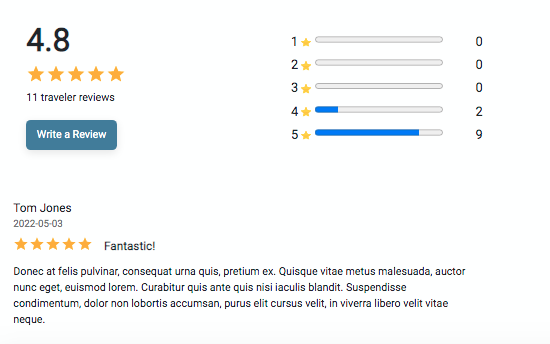 4.8
11 traveler reviews
Write a Review
1 0
2 0
3 0
4 2
5 9
Tom Jones
2022-05-03
Fantastic!
Donec at felis pulvinar, consequat urna quis, pretium ex. Quisque vitae metus malesuada, auctor
nunc eget, euismod lorem. Curabitur quis ante quis nisi iaculis blandit. Suspendisse
condimentum, dolor non lobortis accumsan, purus elit cursus velit, in viverra libero velit vitae
neque.